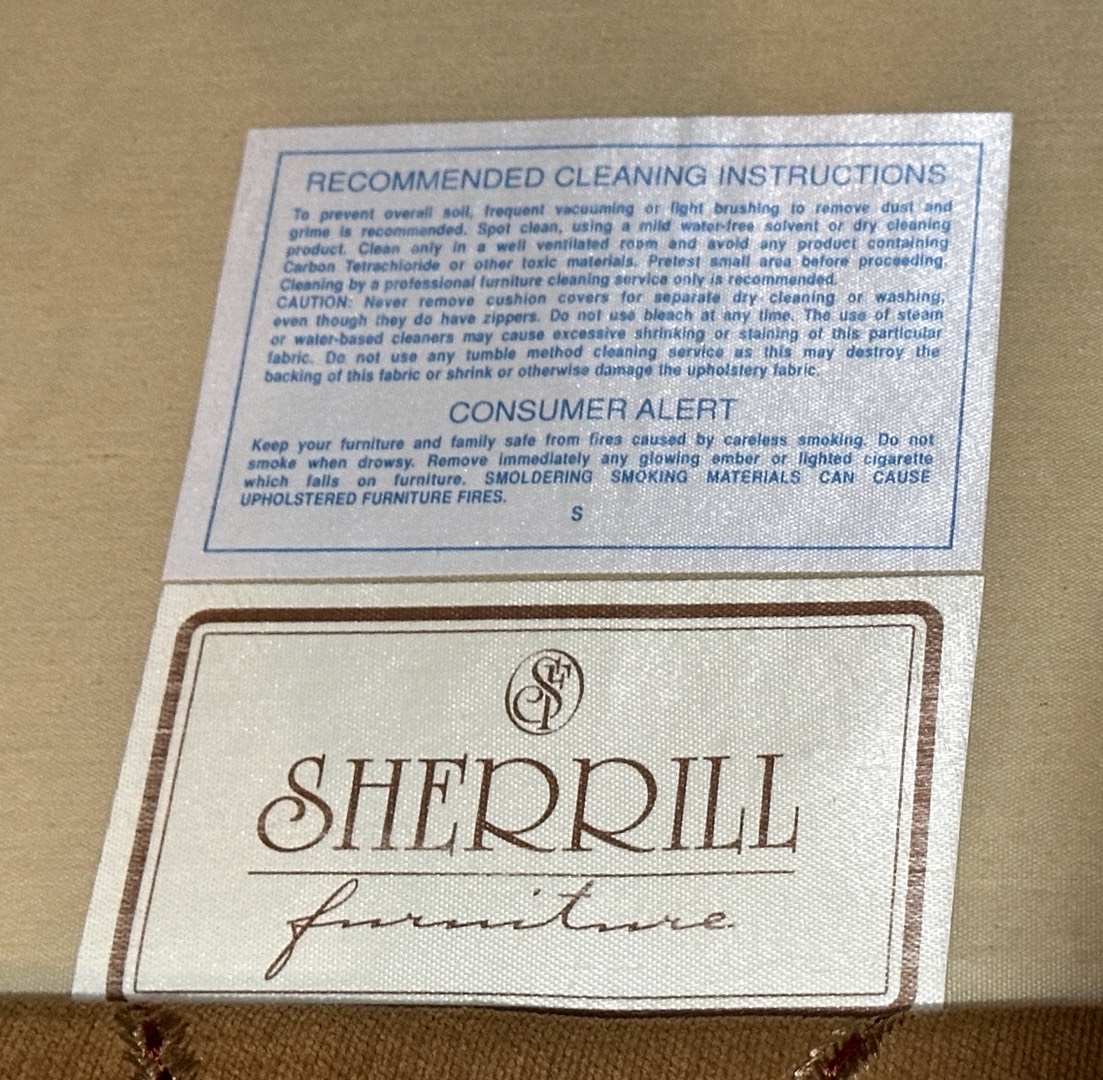 RECOMMENDED CLEANING INSTRUCTIONS
To prevent overall soil, frequent vacuuming or light brushing to remove dust and
grime is recommended. Spot clean, using a mild water-free solvent or dry cleaning
product. Clean only in a well ventilated room and avoid any product containing
Carbon Tetrachloride or other toxic materials. Pretest small area before proceeding.
Cleaning by a professional furniture cleaning service only is recommended.
CAUTION: Never remove cushion covers for separate dry cleaning or washing,
even though they do have zippers. Do not use bleach at any time. The use of steam
or water-based cleaners may cause excessive shrinking or staining of this particular
fabric. Do not use any tumble method cleaning service as this may destroy the
backing of this fabric or shrink or otherwise damage the upholstery fabric.
CONSUMER ALERT
Keep your furniture and family safe from fires caused by careless smoking. Do not
smoke when drowsy. Remove immediately any glowing ember or lighted cigarette
which falls on furniture. SMOLDERING SMOKING MATERIALS CAN CAUSE
UPHOLSTERED FURNITURE FIRES.
S
SF
SHERRILL
furniture